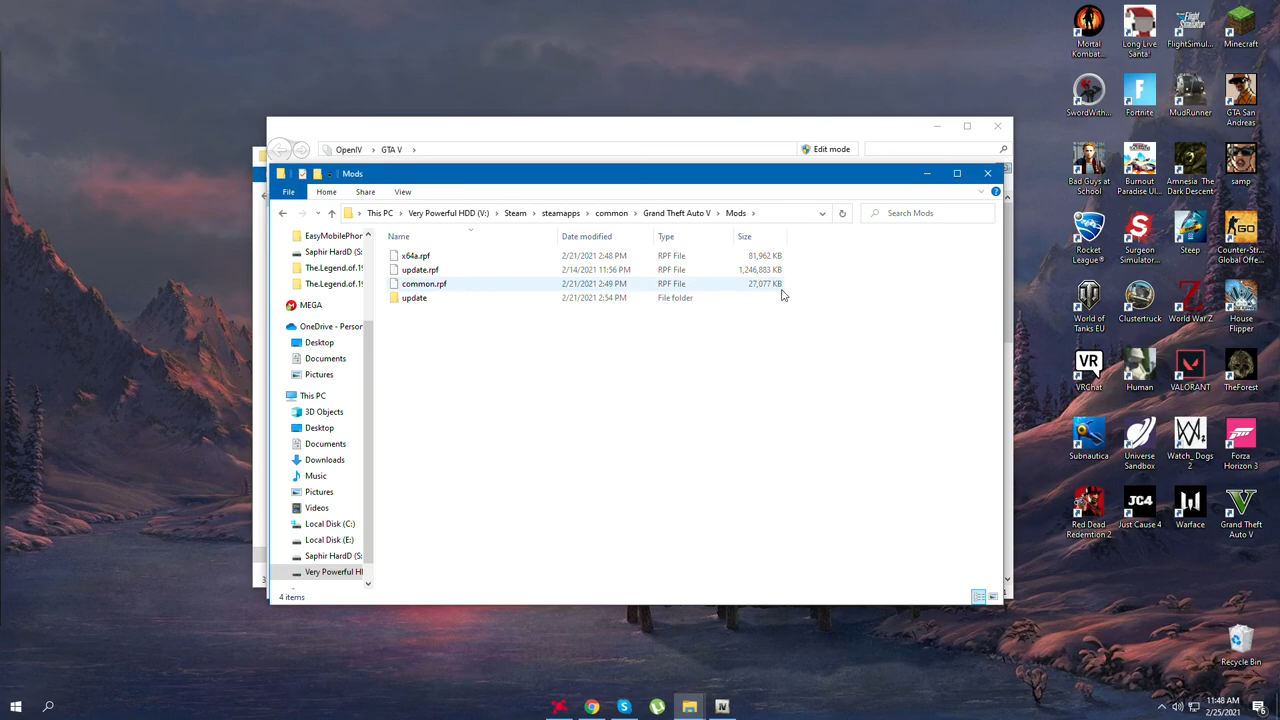 Mortal Kombat...
Long Live Santa!
FlightSimul...
Minecraft
SwordWith...
Fortnite
MudRunner
GTA San Andreas
Bad Guys at School
Burnout Paradise U...
Amnesia The Dark Descent
samp
Rocket League®
Surgeon Simulator...
Steep
Counter-Str... Global Offe...
World of Tanks EU
Clustertruck
World War Z
House Flipper
VRChat
Human
VALORANT
TheForest
Subnautica
Universe Sandbox
Watch_Dogs 2
Forza Horizon 3
Red Dead Redemption 2
Just Cause 4
Warface
Grand Theft Auto V
Recycle Bin
OpenIV > GTA V >
Edit mode
Mods
File Home Share View
This PC > Very Powerful HDD (V:) > Steam > steamapps > common > Grand Theft Auto V > Mods >
Search Mods
Name Date modified Type Size
x64a.rpf 2/21/2021 2:48 PM RPF File 81,962 KB
update.rpf 2/14/2021 11:56 PM RPF File 1,246,883 KB
common.rpf 2/21/2021 2:49 PM RPF File 27,077 KB
update 2/21/2021 2:54 PM File folder
EasyMobilePhon
Saphir HardD (S:
The.Legend.of.19
The.Legend.of.19
MEGA
OneDrive - Person
Desktop
Documents
Pictures
This PC
3D Objects
Desktop
Documents
Downloads
Music
Pictures
Videos
Local Disk (C:)
Local Disk (E:)
Saphir HardD (S:
Very Powerful HI
4 items
11:48 AM
2/25/2021